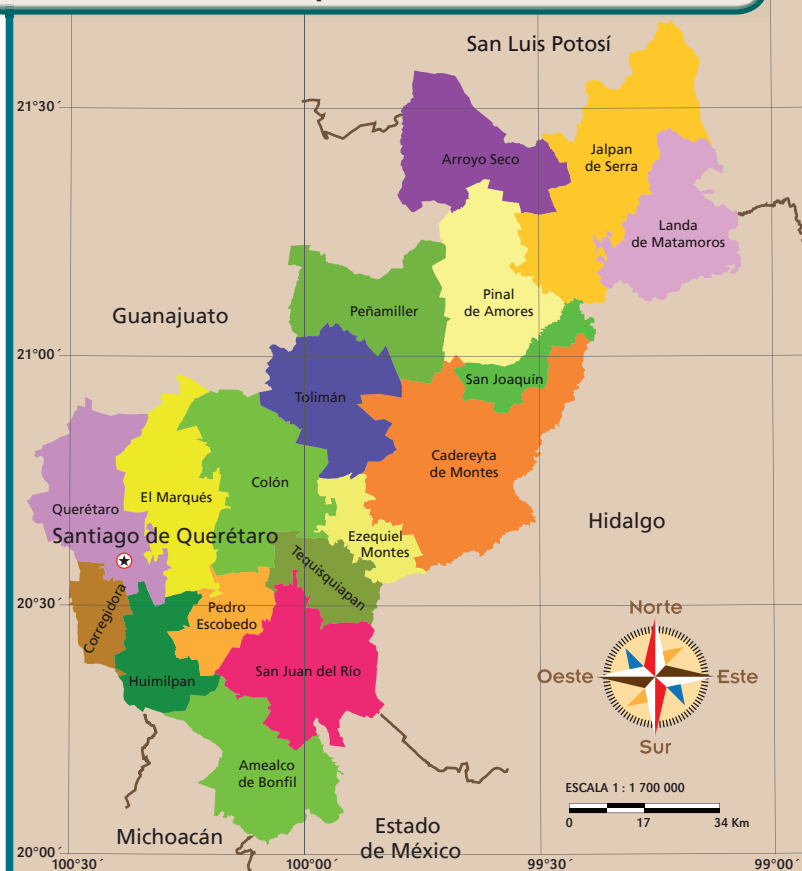 San Luis Potosí
21°30´
Arroyo Seco
Jalpan
de Serra
Landa
de Matamoros
Guanajuato
Peñamiller
Pinal
de Amores
21°00´
San Joaquín
Tolimán
Cadereyta
de Montes
Querétaro
El Marqués
Colón
Santiago de Querétaro
Ezequiel
Montes
Hidalgo
Tequisquiapan
20°30´
Corregidora
Pedro
Escobedo
Huimilpan
San Juan del Río
Norte
Oeste
Este
Sur
Amealco
de Bonfil
ESCALA 1 : 1 700 000
0 17 34 Km
Michoacán
Estado
de México
20°00´
100°30´ 100°00´ 99°30´ 99°00´